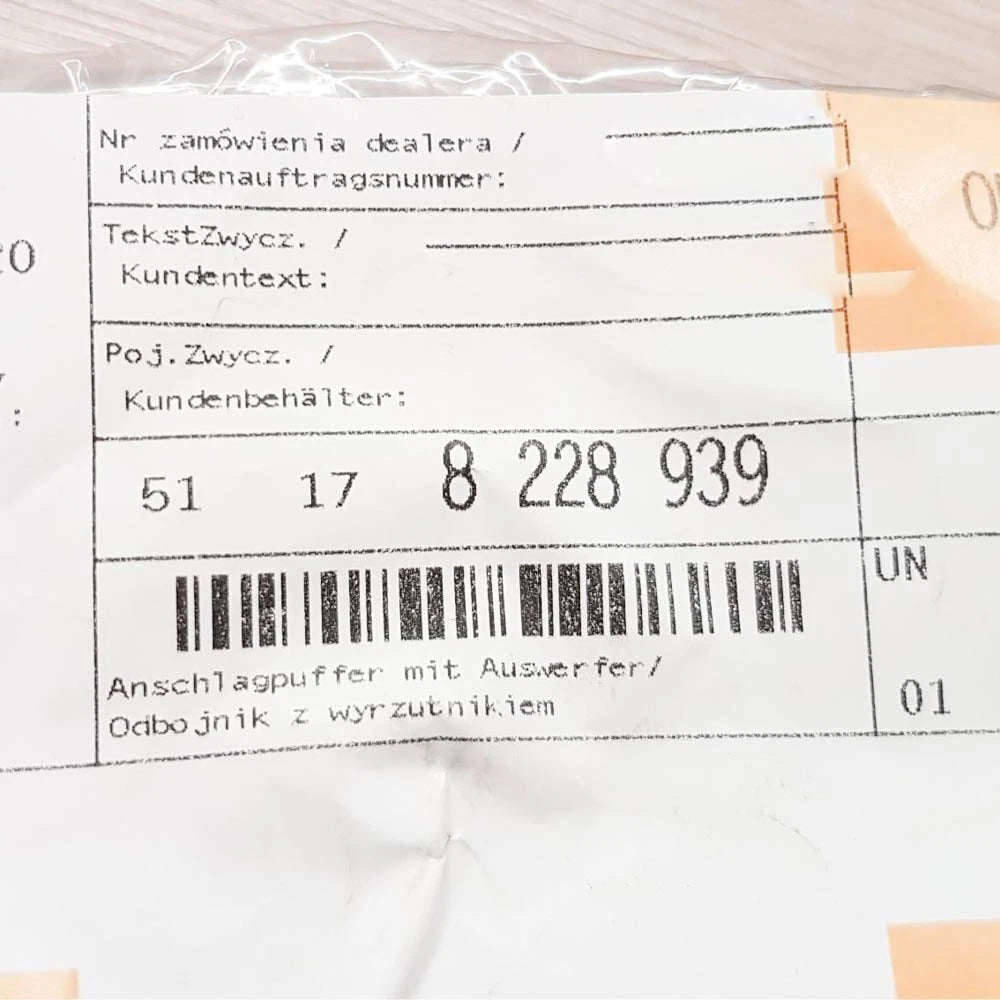 Nr zamówienia dealera /
Kundenauftragsnummer:
TekstZwycz. /
Kundentext:
Poj.Zwycz. /
Kundenbehälter:
51 17 8 228 939
UN
Anschlagpuffer mit Auswerfer/
Odbojnik z wyrzutnikiem
01